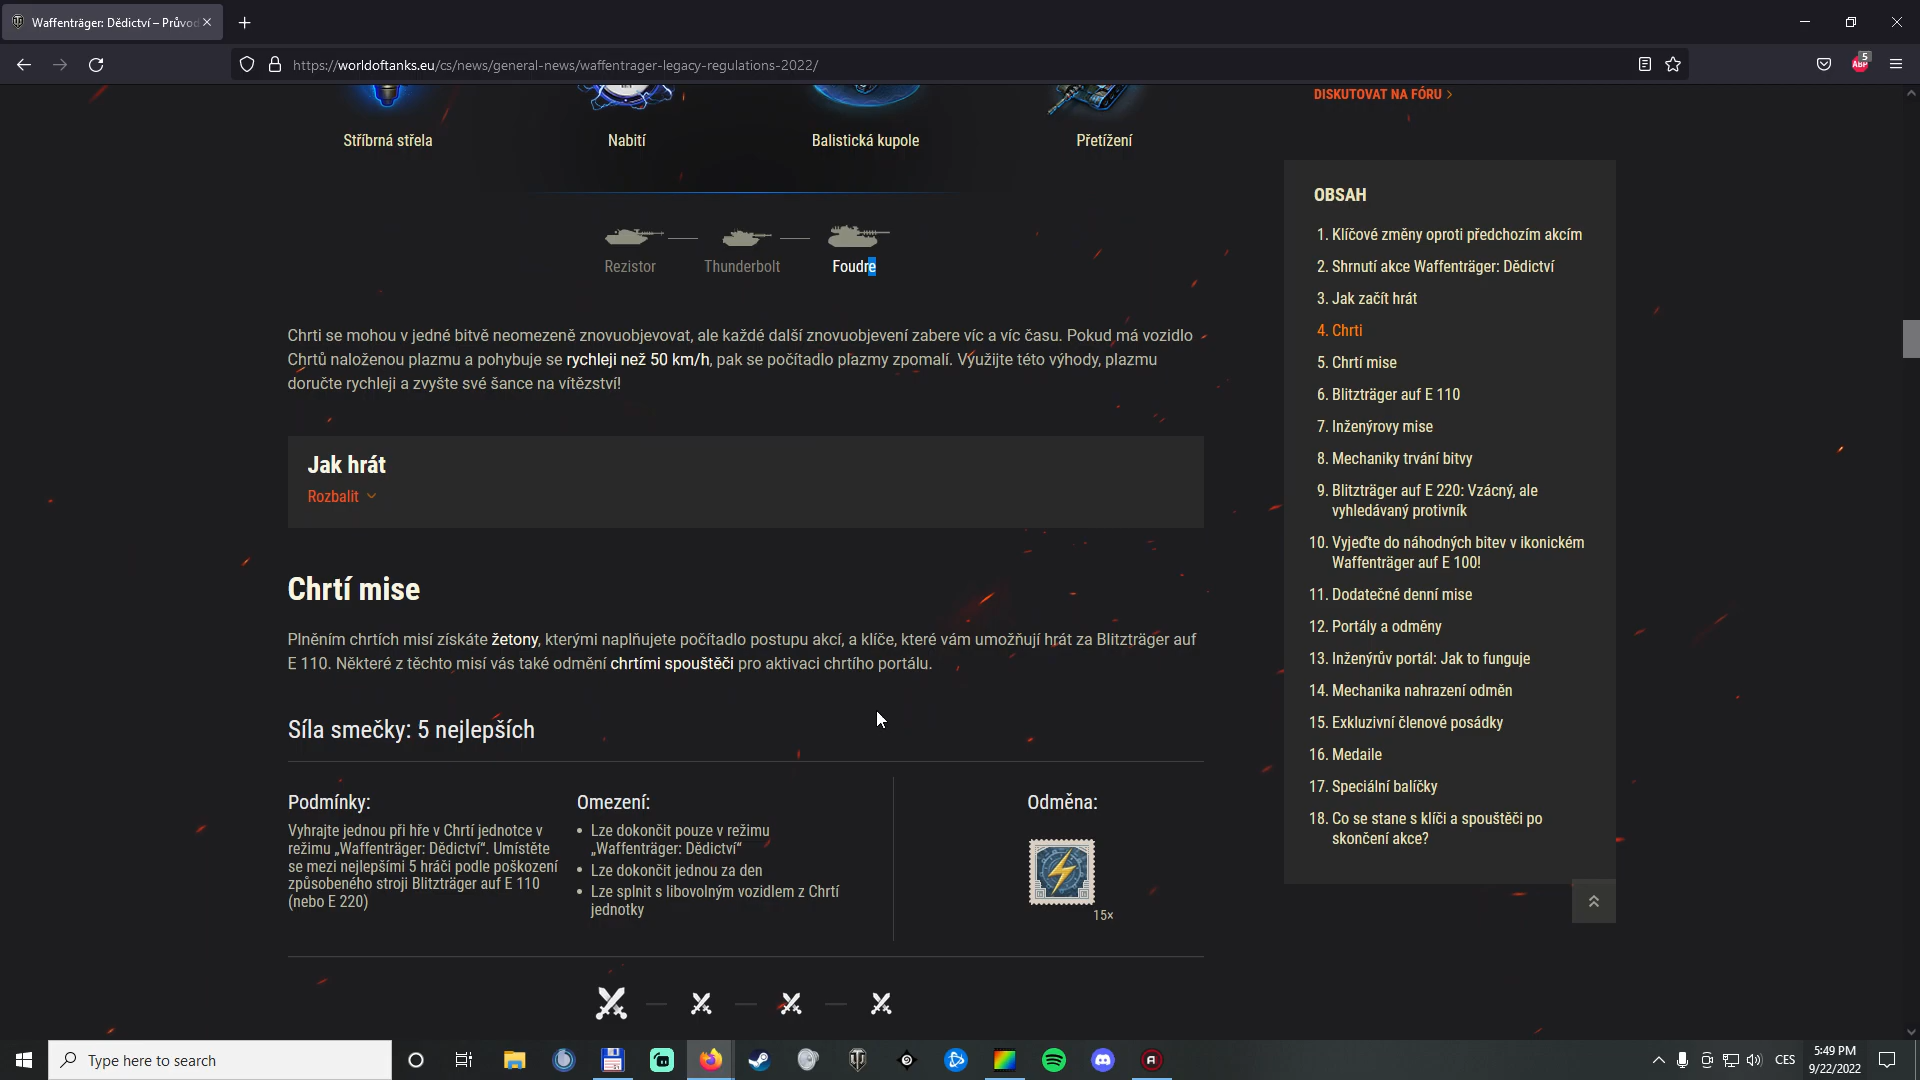 Waffenträger: Dědictví – Průvod
https://worldoftanks.eu/cs/news/general-news/waffentrager-legacy-regulations-2022/
5
ABP
DISKUTOVAT NA FÓRU
Stříbrná střela
Nabití
Balistická kupole
Přetížení
Rezistor
Thunderbolt
Foudre
Chrti se mohou v jedné bitvě neomezeně znovuobjevovat, ale každé další znovuobjevení zabere víc a víc času. Pokud má vozidlo
Chrtů naloženou plazmu a pohybuje se rychleji než 50 km/h, pak se počítadlo plazmy zpomalí. Využijte této výhody, plazmu
doručte rychleji a zvyšte své šance na vítězství!
Jak hrát
Rozbalit
Chrtí mise
Plněním chrtích misí získáte žetony, kterými naplňujete počítadlo postupu akcí, a klíče, které vám umožňují hrát za Blitzträger auf
E 110. Některé z těchto misí vás také odmění chrtími spouštěči pro aktivaci chrtího portálu.
Síla smečky: 5 nejlepších
Podmínky:
Vyhrajte jednou při hře v Chrtí jednotce v
režimu „Waffenträger: Dědictví“. Umístěte
se mezi nejlepšími 5 hráči podle poškození
způsobeného stroji Blitzträger auf E 110
(nebo E 220)
Omezení:
• Lze dokončit pouze v režimu
„Waffenträger: Dědictví“
• Lze dokončit jednou za den
• Lze splnit s libovolným vozidlem z Chrtí
jednotky
Odměna:
15×
OBSAH
1. Klíčové změny oproti předchozím akcím
2. Shrnutí akce Waffenträger: Dědictví
3. Jak začít hrát
4. Chrti
5. Chrtí mise
6. Blitzträger auf E 110
7. Inženýrovy mise
8. Mechaniky trvání bitvy
9. Blitzträger auf E 220: Vzácný, ale
vyhledávaný protivník
10. Vyjeďte do náhodných bitev v ikonickém
Waffenträger auf E 100!
11. Dodatečné denní mise
12. Portály a odměny
13. Inženýrův portál: Jak to funguje
14. Mechanika nahrazení odměn
15. Exkluzivní členové posádky
16. Medaile
17. Speciální balíčky
18. Co se stane s klíči a spouštěči po
skončení akce?
Type here to search
CES
5:49 PM
9/22/2022